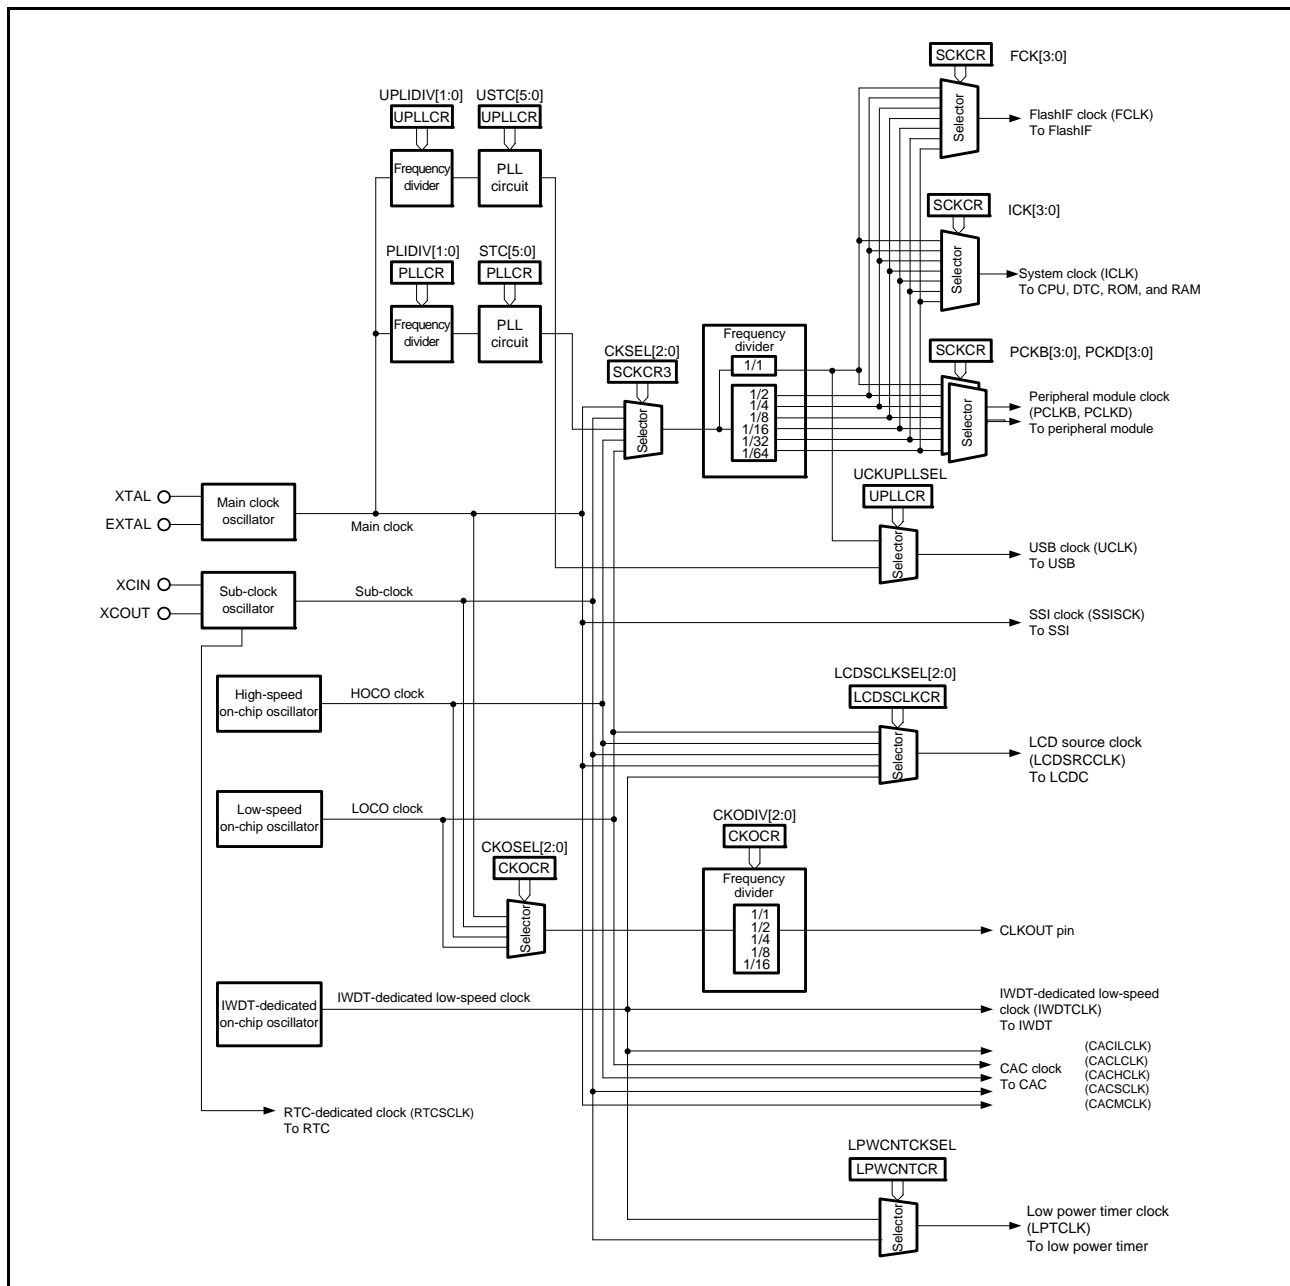 SCKCR FCK[3:0]
Selector
FlashIF clock (FCLK)
To FlashIF
UPLIDIV[1:0] USTC[5:0]
UPLLCR UPLLCR
Frequency
divider
PLL
circuit
SCKCR ICK[3:0]
Selector
System clock (ICLK)
To CPU, DTC, ROM, and RAM
PLIDIV[1:0] STC[5:0]
PLLCR PLLCR
Frequency
divider
PLL
circuit
CKSEL[2:0]
SCKCR3
Selector
Frequency
divider
1/1
1/2
1/4
1/8
1/16
1/32
1/64
SCKCR PCKB[3:0], PCKD[3:0]
Selector
Peripheral module clock
(PCLKB, PCLKD)
To peripheral module
UCKUPLLSEL
UPLLCR
Selector
USB clock (UCLK)
To USB
XTAL
EXTAL
Main clock
oscillator
Main clock
XCIN
XCOUT
Sub-clock
oscillator
Sub-clock
SSI clock (SSISCK)
To SSI
High-speed
on-chip oscillator
HOCO clock
LCDSCLKSEL[2:0]
LCDSCLKCR
Selector
LCD source clock
(LCDSRCCLK)
To LCDC
Low-speed
on-chip oscillator
LOCO clock
CKOSEL[2:0]
CKOCR
Selector
CKODIV[2:0]
CKOCR
Frequency
divider
1/1
1/2
1/4
1/8
1/16
CLKOUT pin
IWDT-dedicated
on-chip oscillator
IWDT-dedicated low-speed clock
IWDT-dedicated low-speed
clock (IWDTCLK)
To IWDT
CAC clock
To CAC
(CACILCLK)
(CACLCLK)
(CACHCLK)
(CACSCLK)
(CACMCLK)
RTC-dedicated clock (RTCSCLK)
To RTC
LPWCNTCKSEL
LPWCNTCR
Selector
Low power timer clock
(LPTCLK)
To low power timer